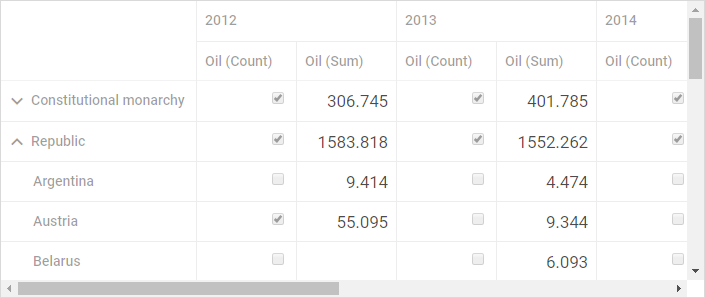 2012 2013 2014
Oil (Count) Oil (Sum) Oil (Count) Oil (Sum) Oil (Count)
Constitutional monarchy 306.745 401.785
Republic 1583.818 1552.262
Argentina 9.414 4.474
Austria 55.095 9.344
Belarus 6.093